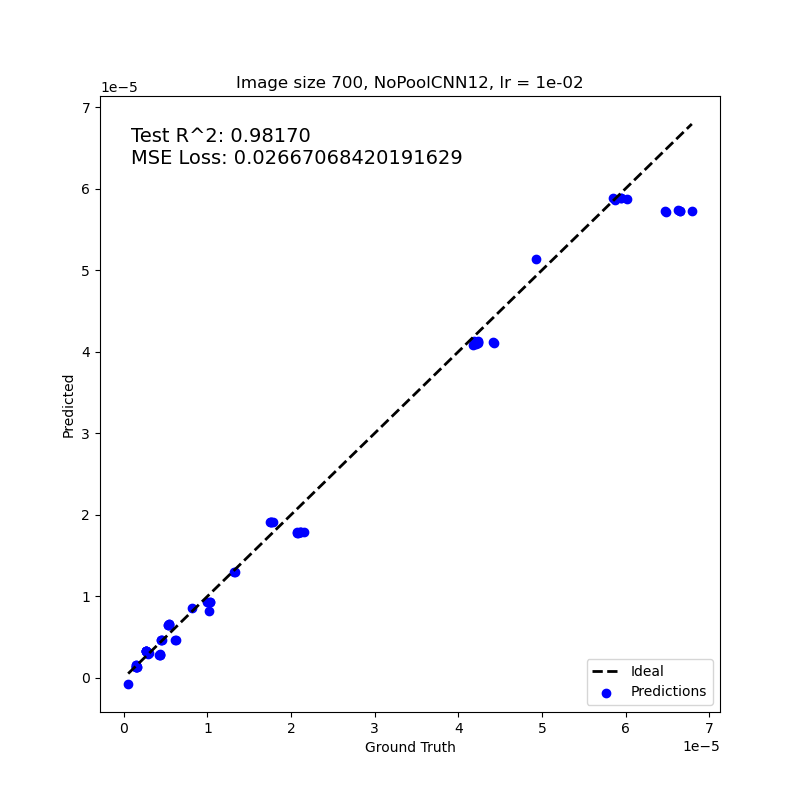 Image size 700, NoPoolCNN12, lr = 1e-02
1e−5
7
Test R^2: 0.98170
MSE Loss: 0.02667068420191629
6
5
4
Predicted
3
2
1
0
Ideal
Predictions
0 1 2 3 4 5 6 7
Ground Truth
1e−5